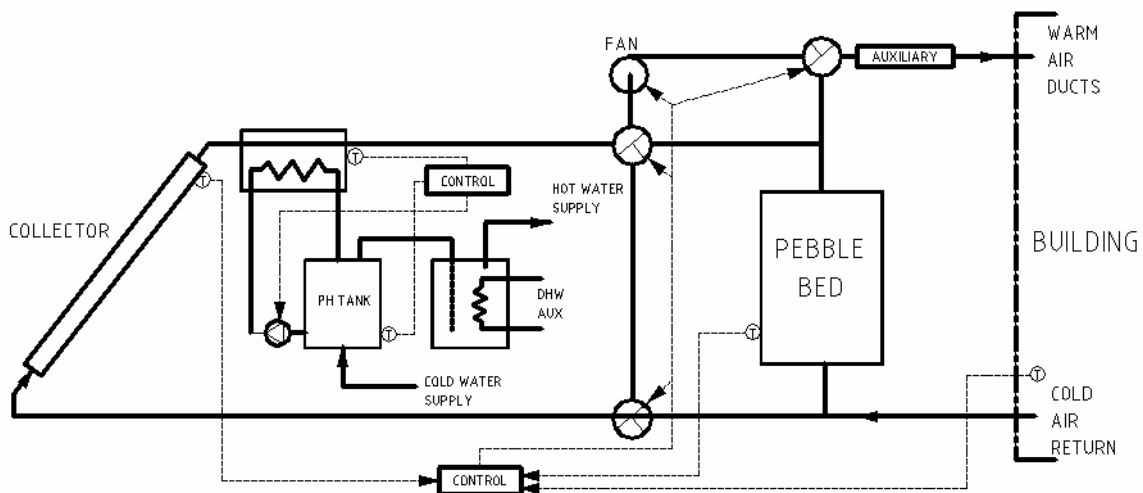 FAN
AUXILIARY
WARM
AIR
DUCTS
T
CONTROL
HOT WATER
SUPPLY
T
COLLECTOR
PEBBLE
BED
BUILDING
PH TANK
DHW
AUX
T
T
COLD WATER
SUPPLY
T
COLD
AIR
RETURN
CONTROL